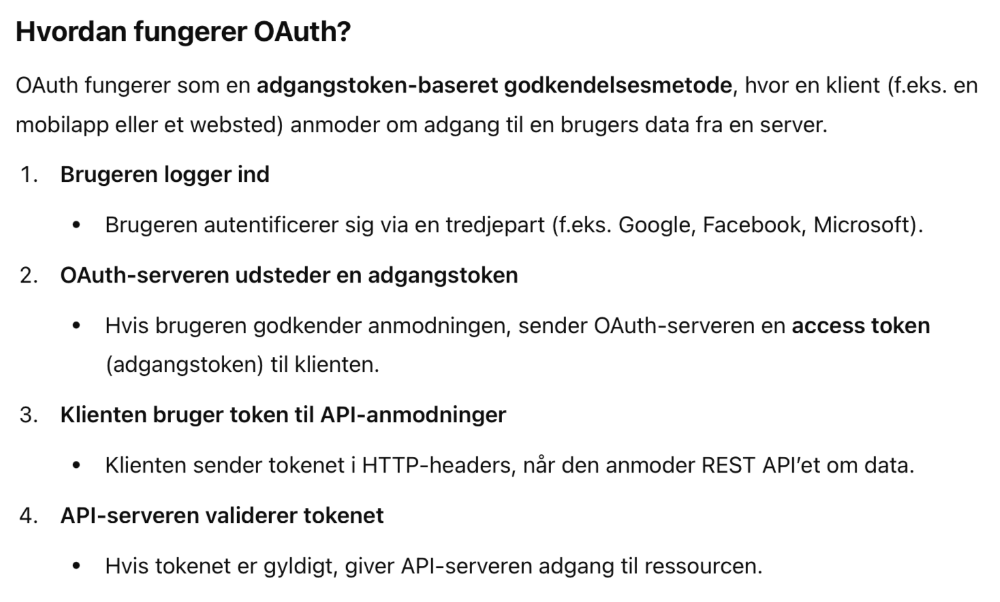 Hvordan fungerer OAuth?
OAuth fungerer som en adgangstoken-baseret godkendelsesmetode, hvor en klient (f.eks. en
mobilapp eller et websted) anmoder om adgang til en brugers data fra en server.
1. Brugeren logger ind
• Brugeren autentificerer sig via en tredjepart (f.eks. Google, Facebook, Microsoft).
2. OAuth-serveren udsteder en adgangstoken
• Hvis brugeren godkender anmodningen, sender OAuth-serveren en access token
(adgangstoken) til klienten.
3. Klienten bruger token til API-anmodninger
• Klienten sender tokenet i HTTP-headers, når den anmoder REST API’et om data.
4. API-serveren validerer tokenet
• Hvis tokenet er gyldigt, giver API-serveren adgang til ressourcen.